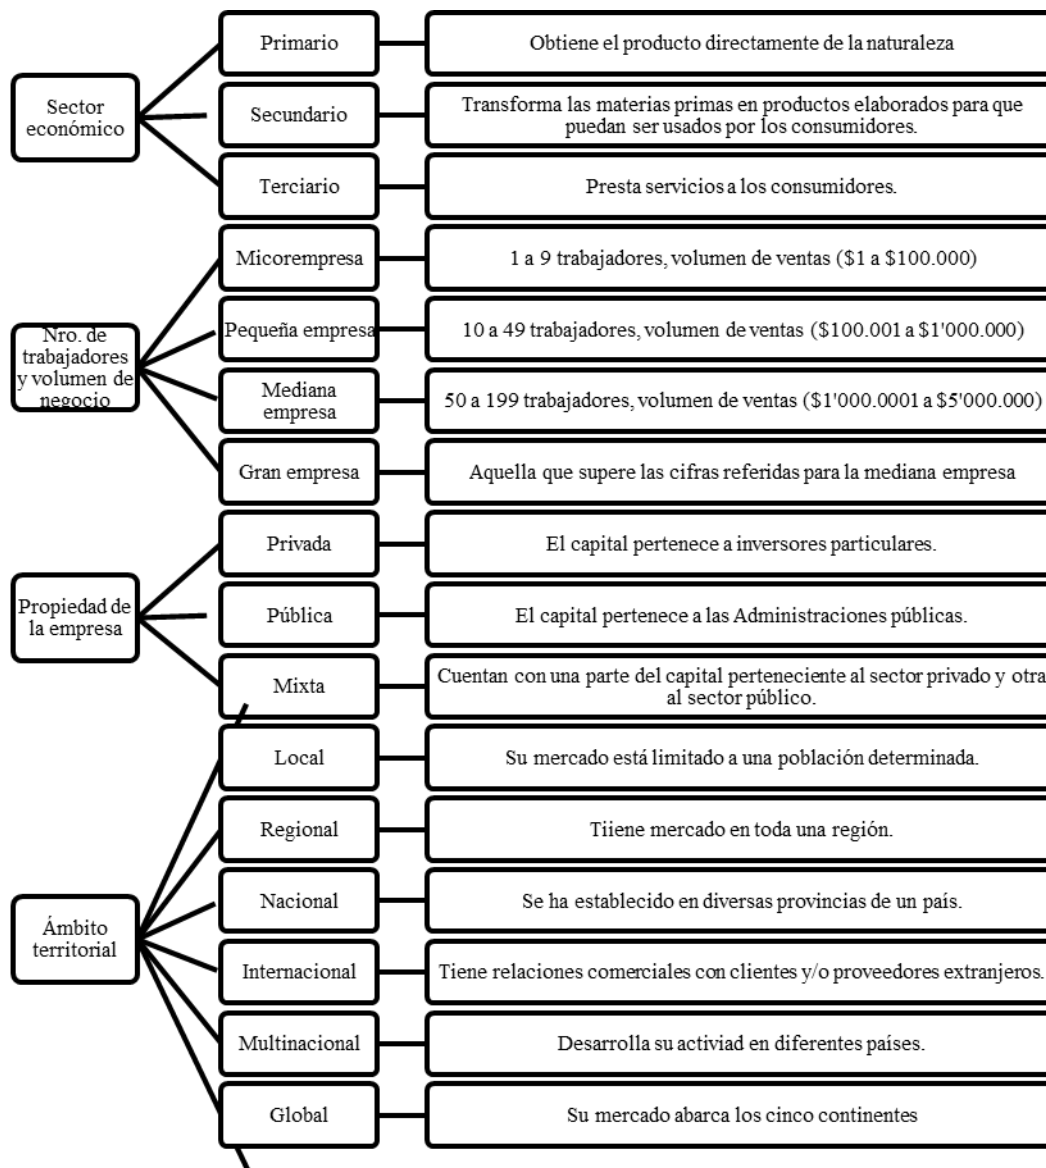 Sector
económico
Primario
Obtiene el producto directamente de la naturaleza
Secundario
Transforma las materias primas en productos elaborados para que
puedan ser usados por los consumidores.
Terciario
Presta servicios a los consumidores.
Nro. de
trabajadores
y volumen de
negocio
Micorempresa
1 a 9 trabajadores, volumen de ventas ($1 a $100.000)
Pequeña empresa
10 a 49 trabajadores, volumen de ventas ($100.001 a $1'000.000)
Mediana
empresa
50 a 199 trabajadores, volumen de ventas ($1'000.0001 a $5'000.000)
Gran empresa
Aquella que supere las cifras referidas para la mediana empresa
Propiedad de
la empresa
Privada
El capital pertenece a inversores particulares.
Pública
El capital pertenece a las Administraciones públicas.
Mixta
Cuentan con una parte del capital perteneciente al sector privado y otra
al sector público.
Ámbito
territorial
Local
Su mercado está limitado a una población determinada.
Regional
Tiiene mercado en toda una región.
Nacional
Se ha establecido en diversas provincias de un país.
Internacional
Tiene relaciones comerciales con clientes y/o proveedores extranjeros.
Multinacional
Desarrolla su activiad en diferentes países.
Global
Su mercado abarca los cinco continentes